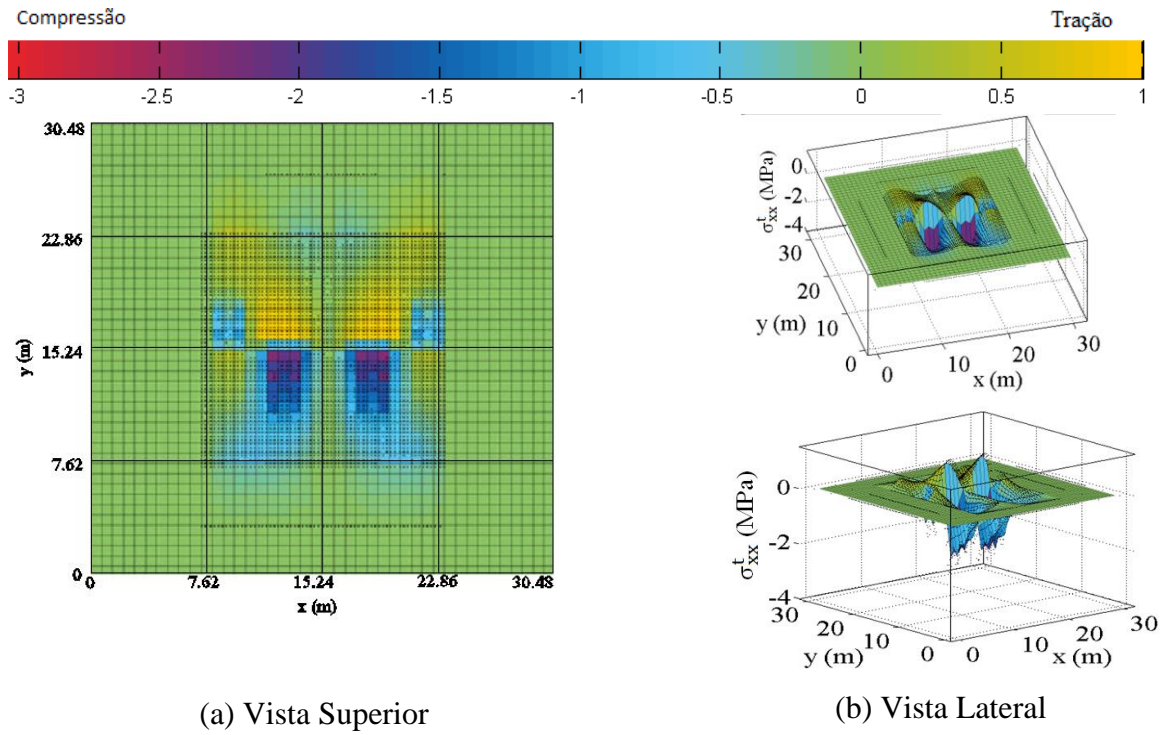 Compressão Tração
-3 -2.5 -2 -1.5 -1 -0.5 0 0.5 1
30.48
22.86
15.24
7.62
0
y (m)
0 7.62 15.24 22.86 30.48
x (m)
0
-2
-4
σᵗxx (MPa)
30
20
10
0
y (m)
0 10 20 30
x (m)
0
-2
-4
σᵗxx (MPa)
30
20
10
0
y (m)
0 10 20 30
x (m)
(a) Vista Superior
(b) Vista Lateral